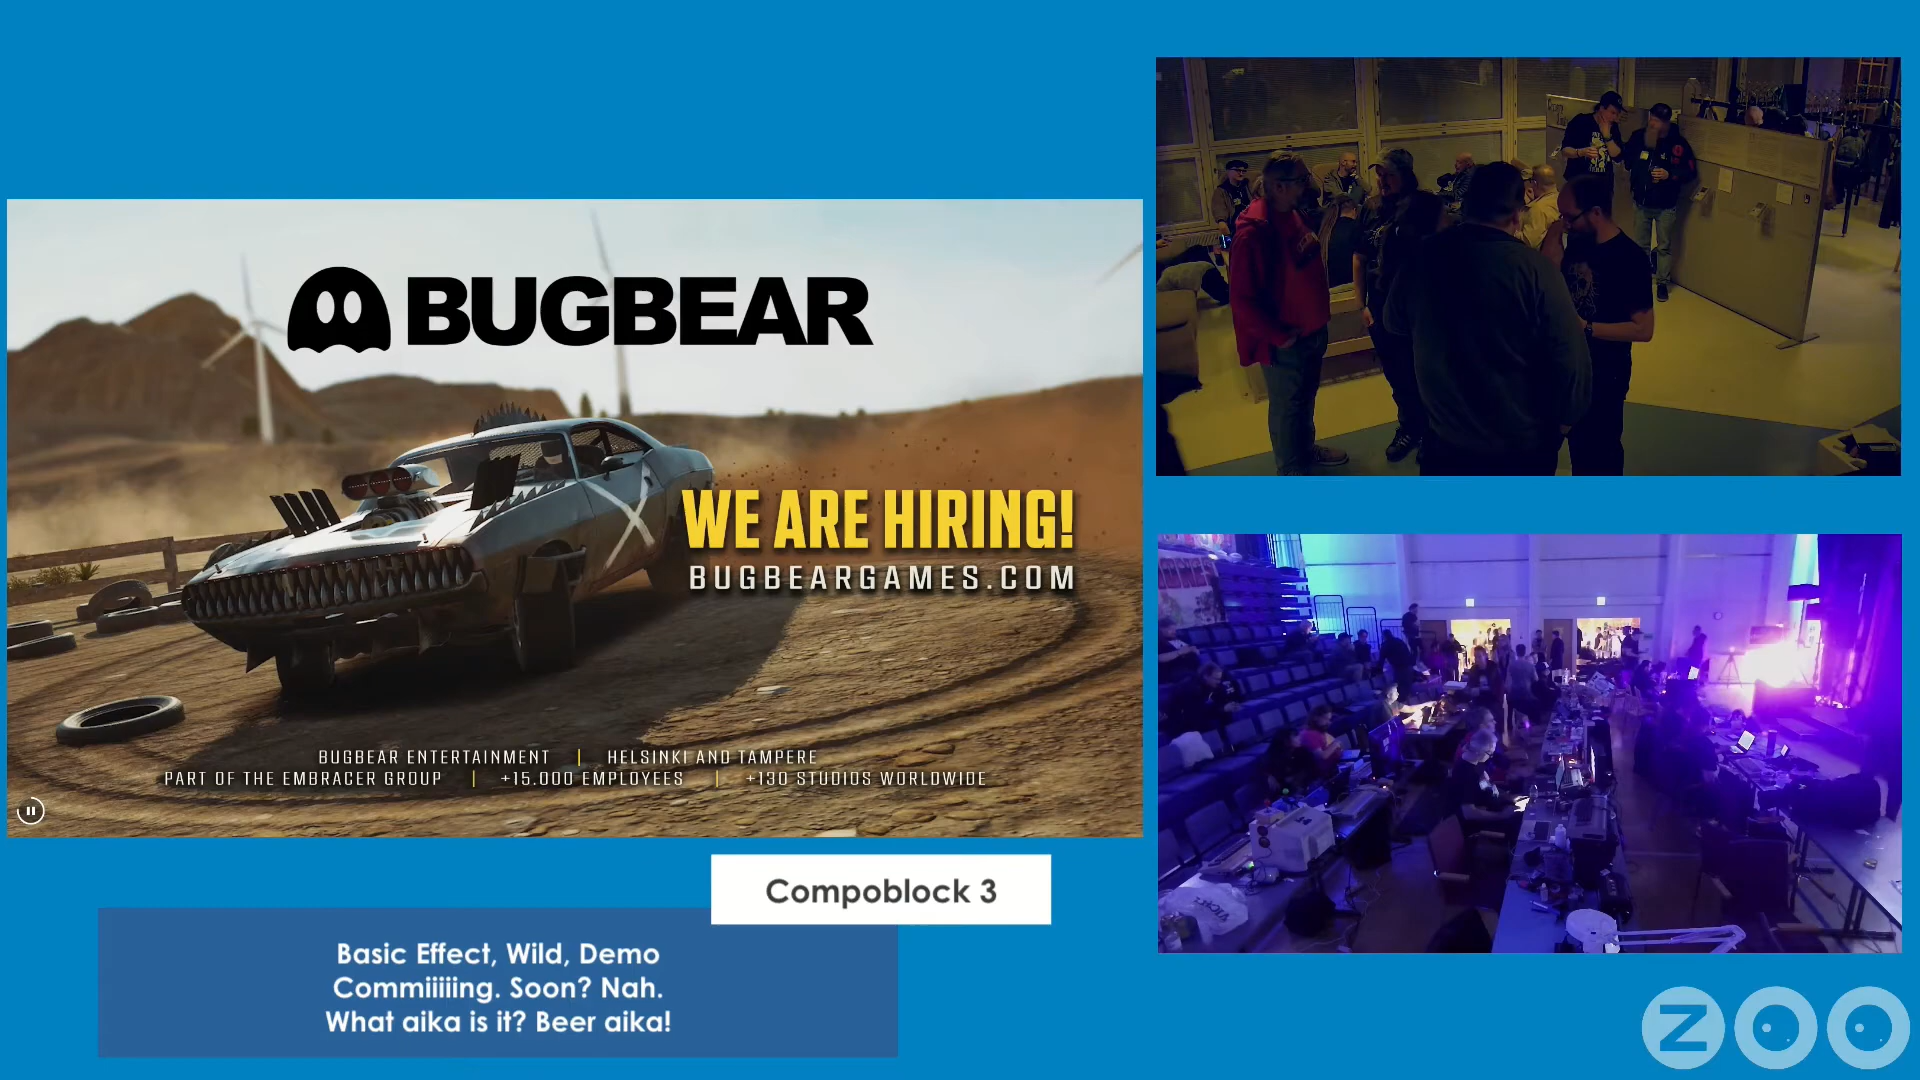 BUGBEAR
WE ARE HIRING!
BUGBEARGAMES.COM
BUGBEAR ENTERTAINMENT | HELSINKI AND TAMPERE
PART OF THE EMBRACER GROUP | +15.000 EMPLOYEES | +130 STUDIOS WORLDWIDE
Compoblock 3
Basic Effect, Wild, Demo
Commiiiiing. Soon? Nah.
What aika is it? Beer aika!
ZOO